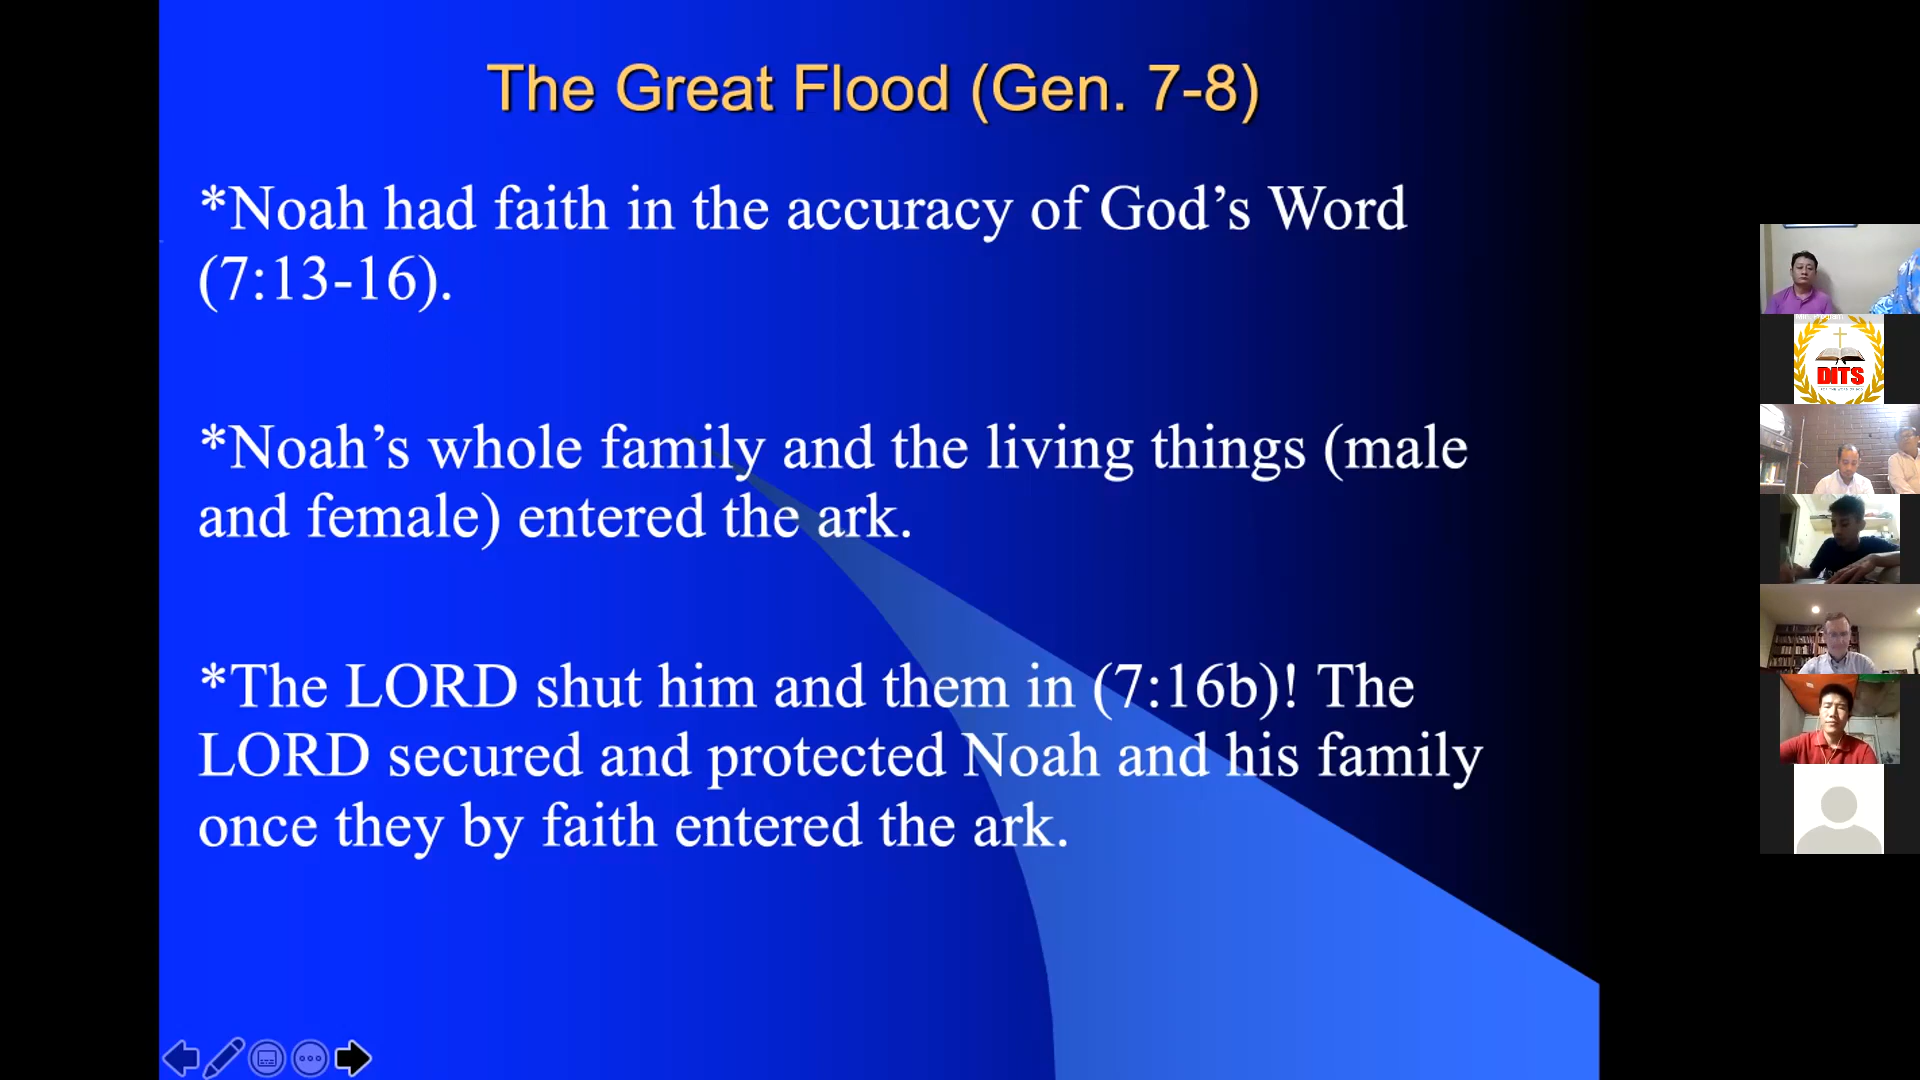 The Great Flood (Gen. 7-8)
*Noah had faith in the accuracy of God’s Word
(7:13-16).
*Noah’s whole family and the living things (male
and female) entered the ark.
*The LORD shut him and them in (7:16b)! The
LORD secured and protected Noah and his family
once they by faith entered the ark.
DITS